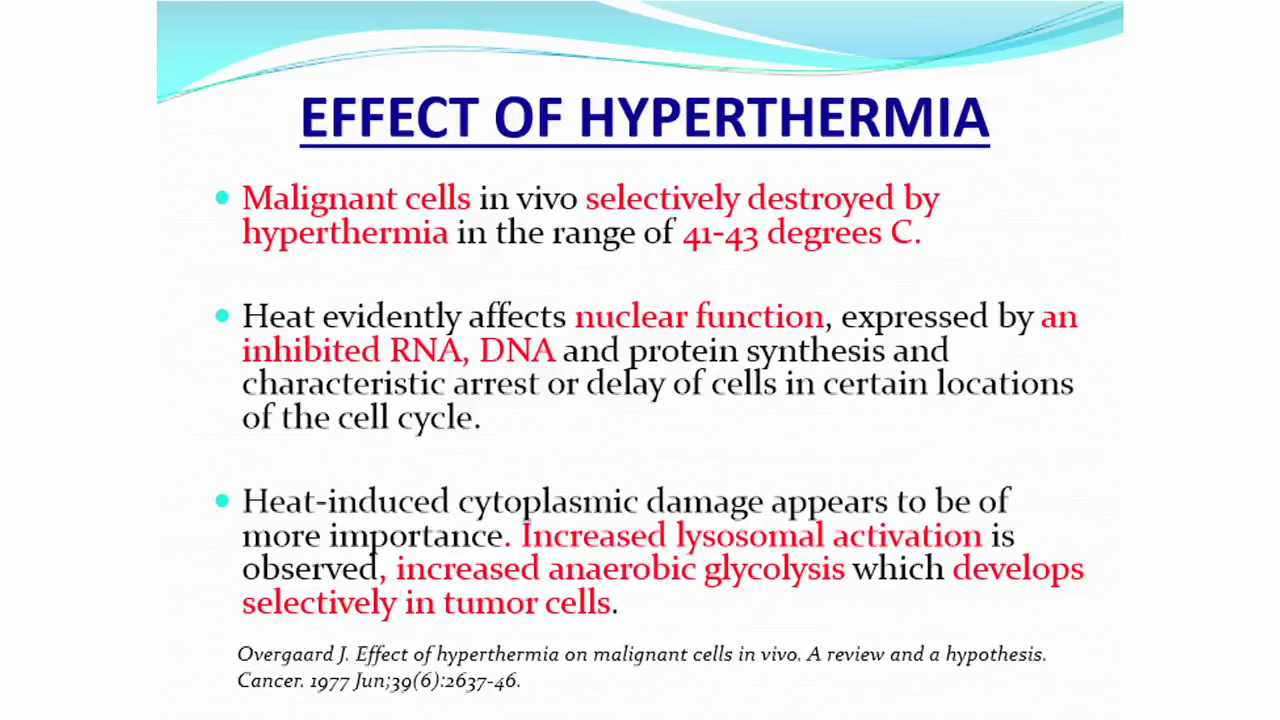 EFFECT OF HYPERTHERMIA
• Malignant cells in vivo selectively destroyed by
hyperthermia in the range of 41-43 degrees C.
• Heat evidently affects nuclear function, expressed by an
inhibited RNA, DNA and protein synthesis and
characteristic arrest or delay of cells in certain locations
of the cell cycle.
• Heat-induced cytoplasmic damage appears to be of
more importance. Increased lysosomal activation is
observed, increased anaerobic glycolysis which develops
selectively in tumor cells.
Overgaard J. Effect of hyperthermia on malignant cells in vivo. A review and a hypothesis.
Cancer. 1977 Jun;39(6):2637-46.